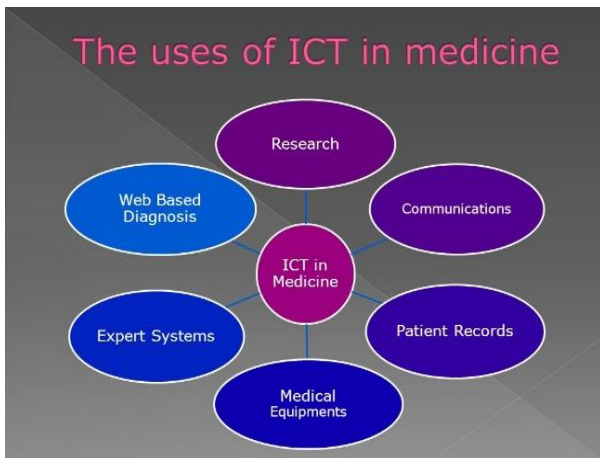 The uses of ICT in medicine
Research
Communications
Patient Records
Medical
Equipments
Expert Systems
Web Based
Diagnosis
ICT in
Medicine